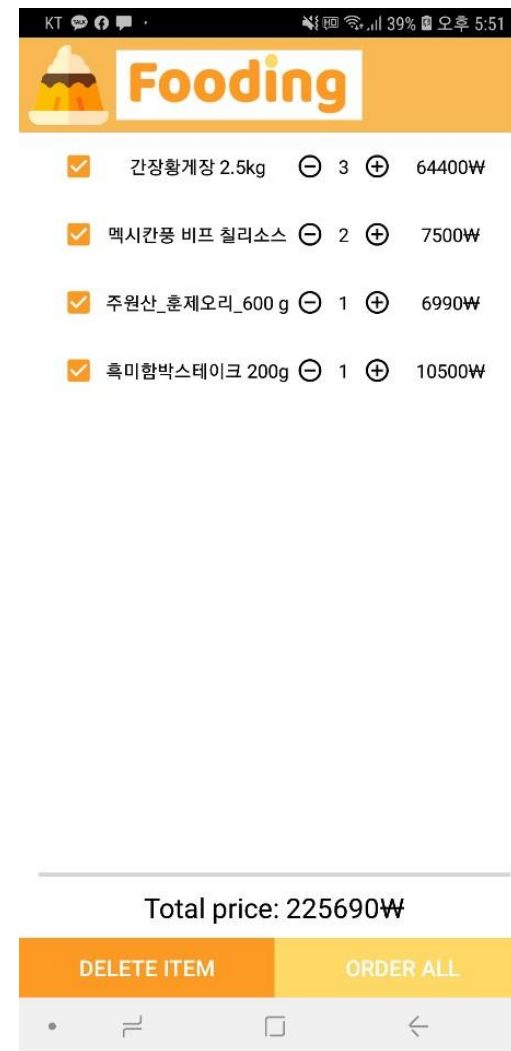 KT 39% 오후 5:51
Fooding
간장황게장 2.5kg 3 64400₩
멕시칸풍 비프 칠리소스 2 7500₩
주원산_훈제오리_600 g 1 6990₩
흑미함박스테이크 200g 1 10500₩
Total price: 225690₩
DELETE ITEM ORDER ALL